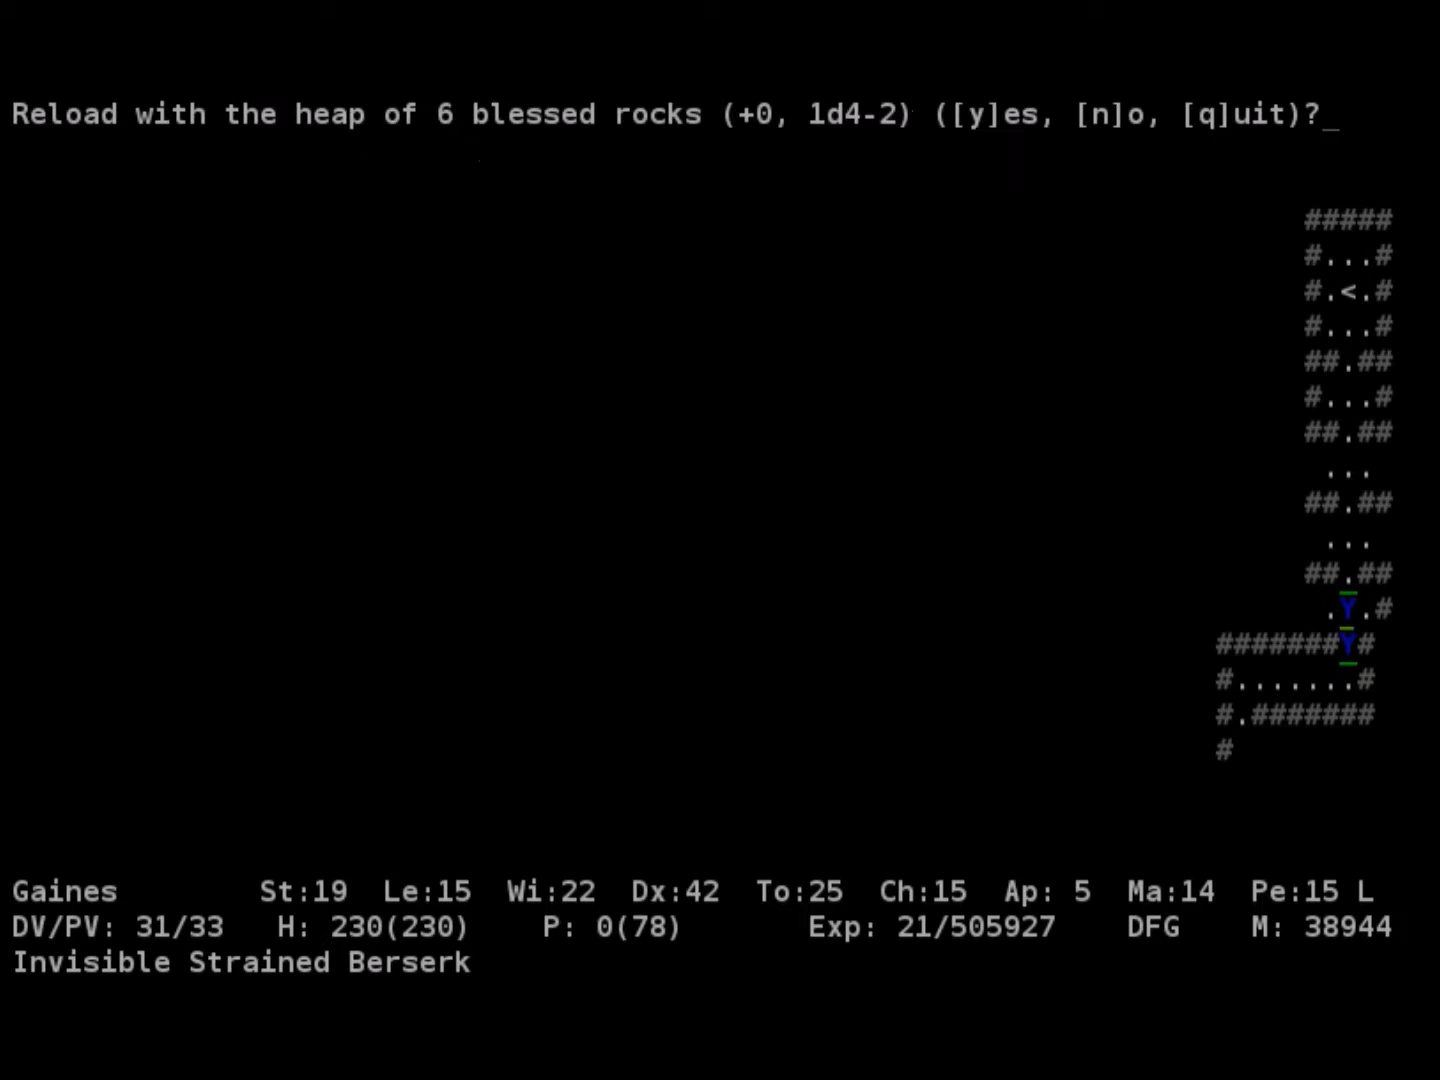 Reload with the heap of 6 blessed rocks (+0, 1d4-2) ([y]es, [n]o, [q]uit)?_
#####
#...#
#.<.#
#...#
##.##
#...#
##.##
...
##.##
...
##.##
.Y.#
#######Y#
#.......#
#.#######
#
Gaines St:19 Le:15 Wi:22 Dx:42 To:25 Ch:15 Ap: 5 Ma:14 Pe:15 L
DV/PV: 31/33 H: 230(230) P: 0(78) Exp: 21/505927 DFG M: 38944
Invisible Strained Berserk